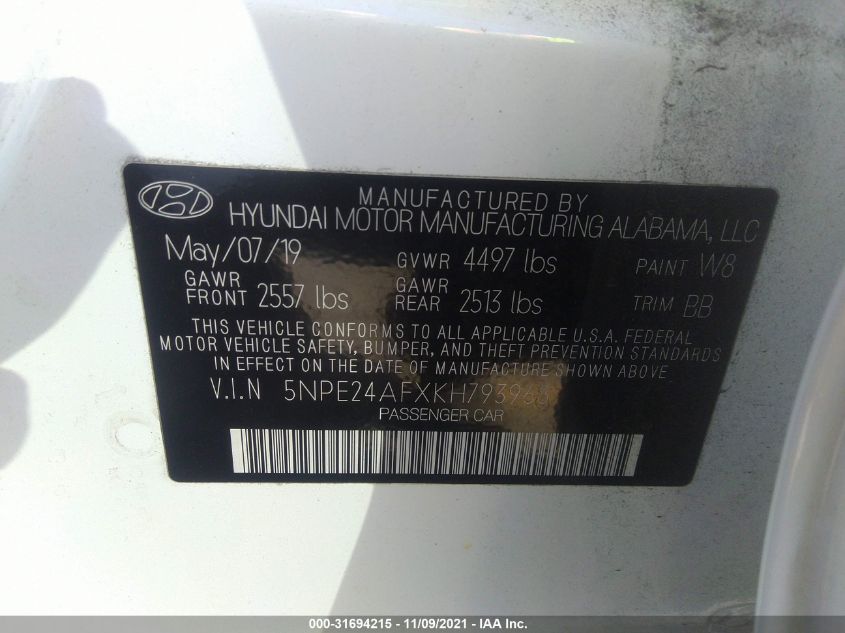 MANUFACTURED BY
HYUNDAI MOTOR MANUFACTURING ALABAMA, LLC
May/07/19 GVWR 4497 lbs PAINT W8
GAWR FRONT 2557 lbs GAWR REAR 2513 lbs TRIM BB
THIS VEHICLE CONFORMS TO ALL APPLICABLE U.S.A. FEDERAL
MOTOR VEHICLE SAFETY, BUMPER, AND THEFT PREVENTION STANDARDS
IN EFFECT ON THE DATE OF MANUFACTURE SHOWN ABOVE
V.I.N 5NPE24AFXKH793968
PASSENGER CAR
000-31694215 - 11/09/2021 - IAA Inc.